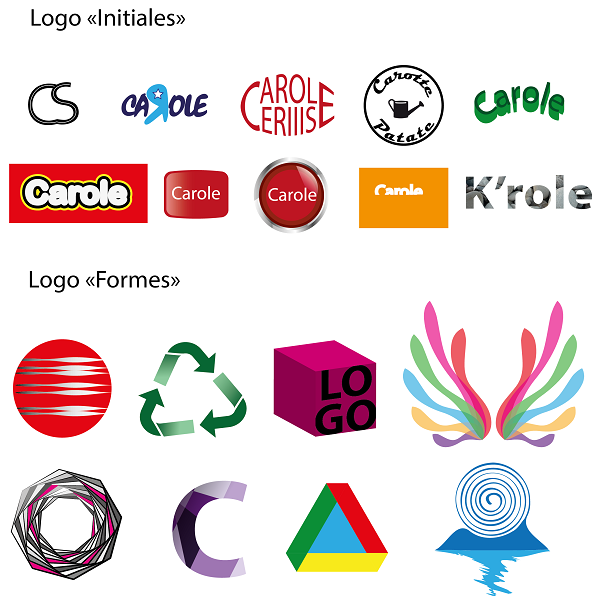 Logo «Initiales»
CS
CAROLE
CAROLE
CERIIISE
Carotte
Patate
Carole
Carole
Carole
Carole
Carole
K'role
Logo «Formes»
LO
GO
C